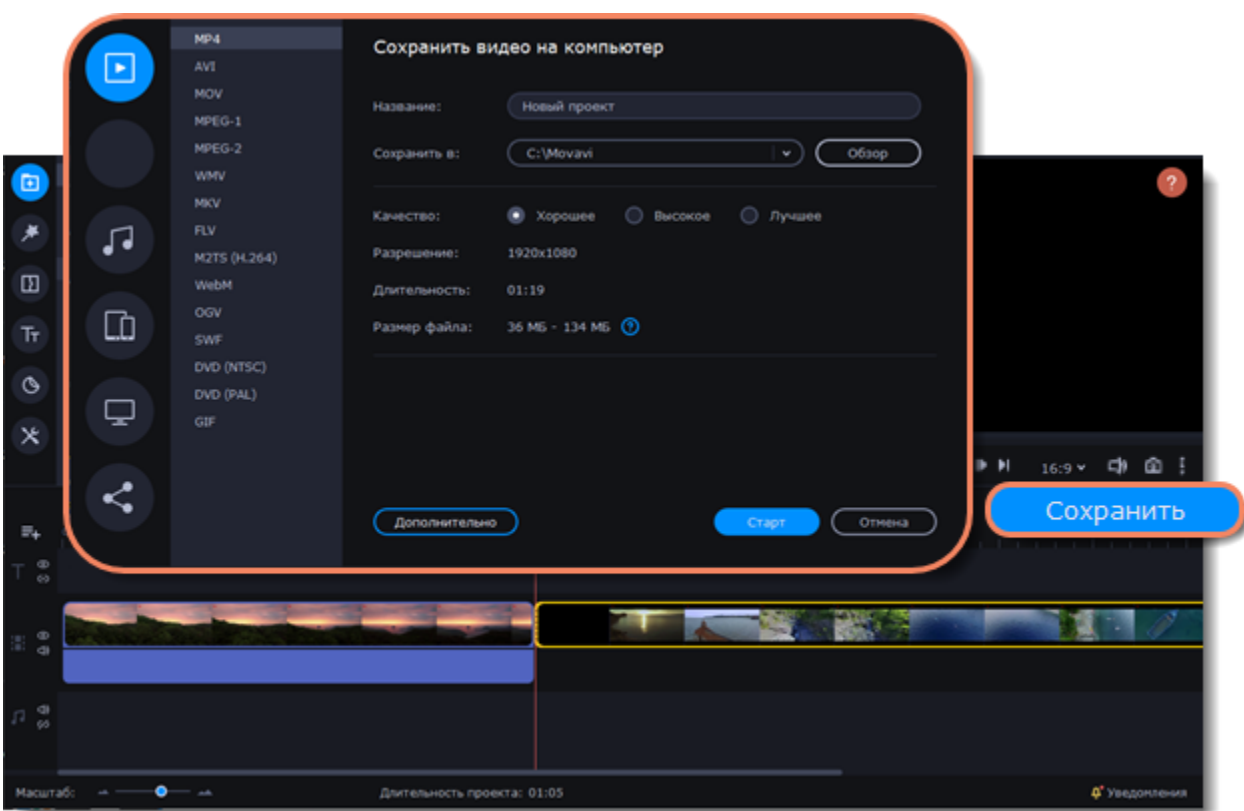 MP4
AVI
MOV
MPEG-1
MPEG-2
WMV
MKV
FLV
M2TS (H.264)
WebM
OGV
SWF
DVD (NTSC)
DVD (PAL)
GIF
Сохранить видео на компьютер
Название: Новый проект
Сохранить в: C:\Movavi Обзор
Качество: Хорошее Высокое Лучшее
Разрешение: 1920x1080
Длительность: 01:19
Размер файла: 36 МБ - 134 МБ ?
Дополнительно Старт Отмена
?
Tт
16:9
Сохранить
T
Масштаб: Длительность проекта: 01:05 Уведомления